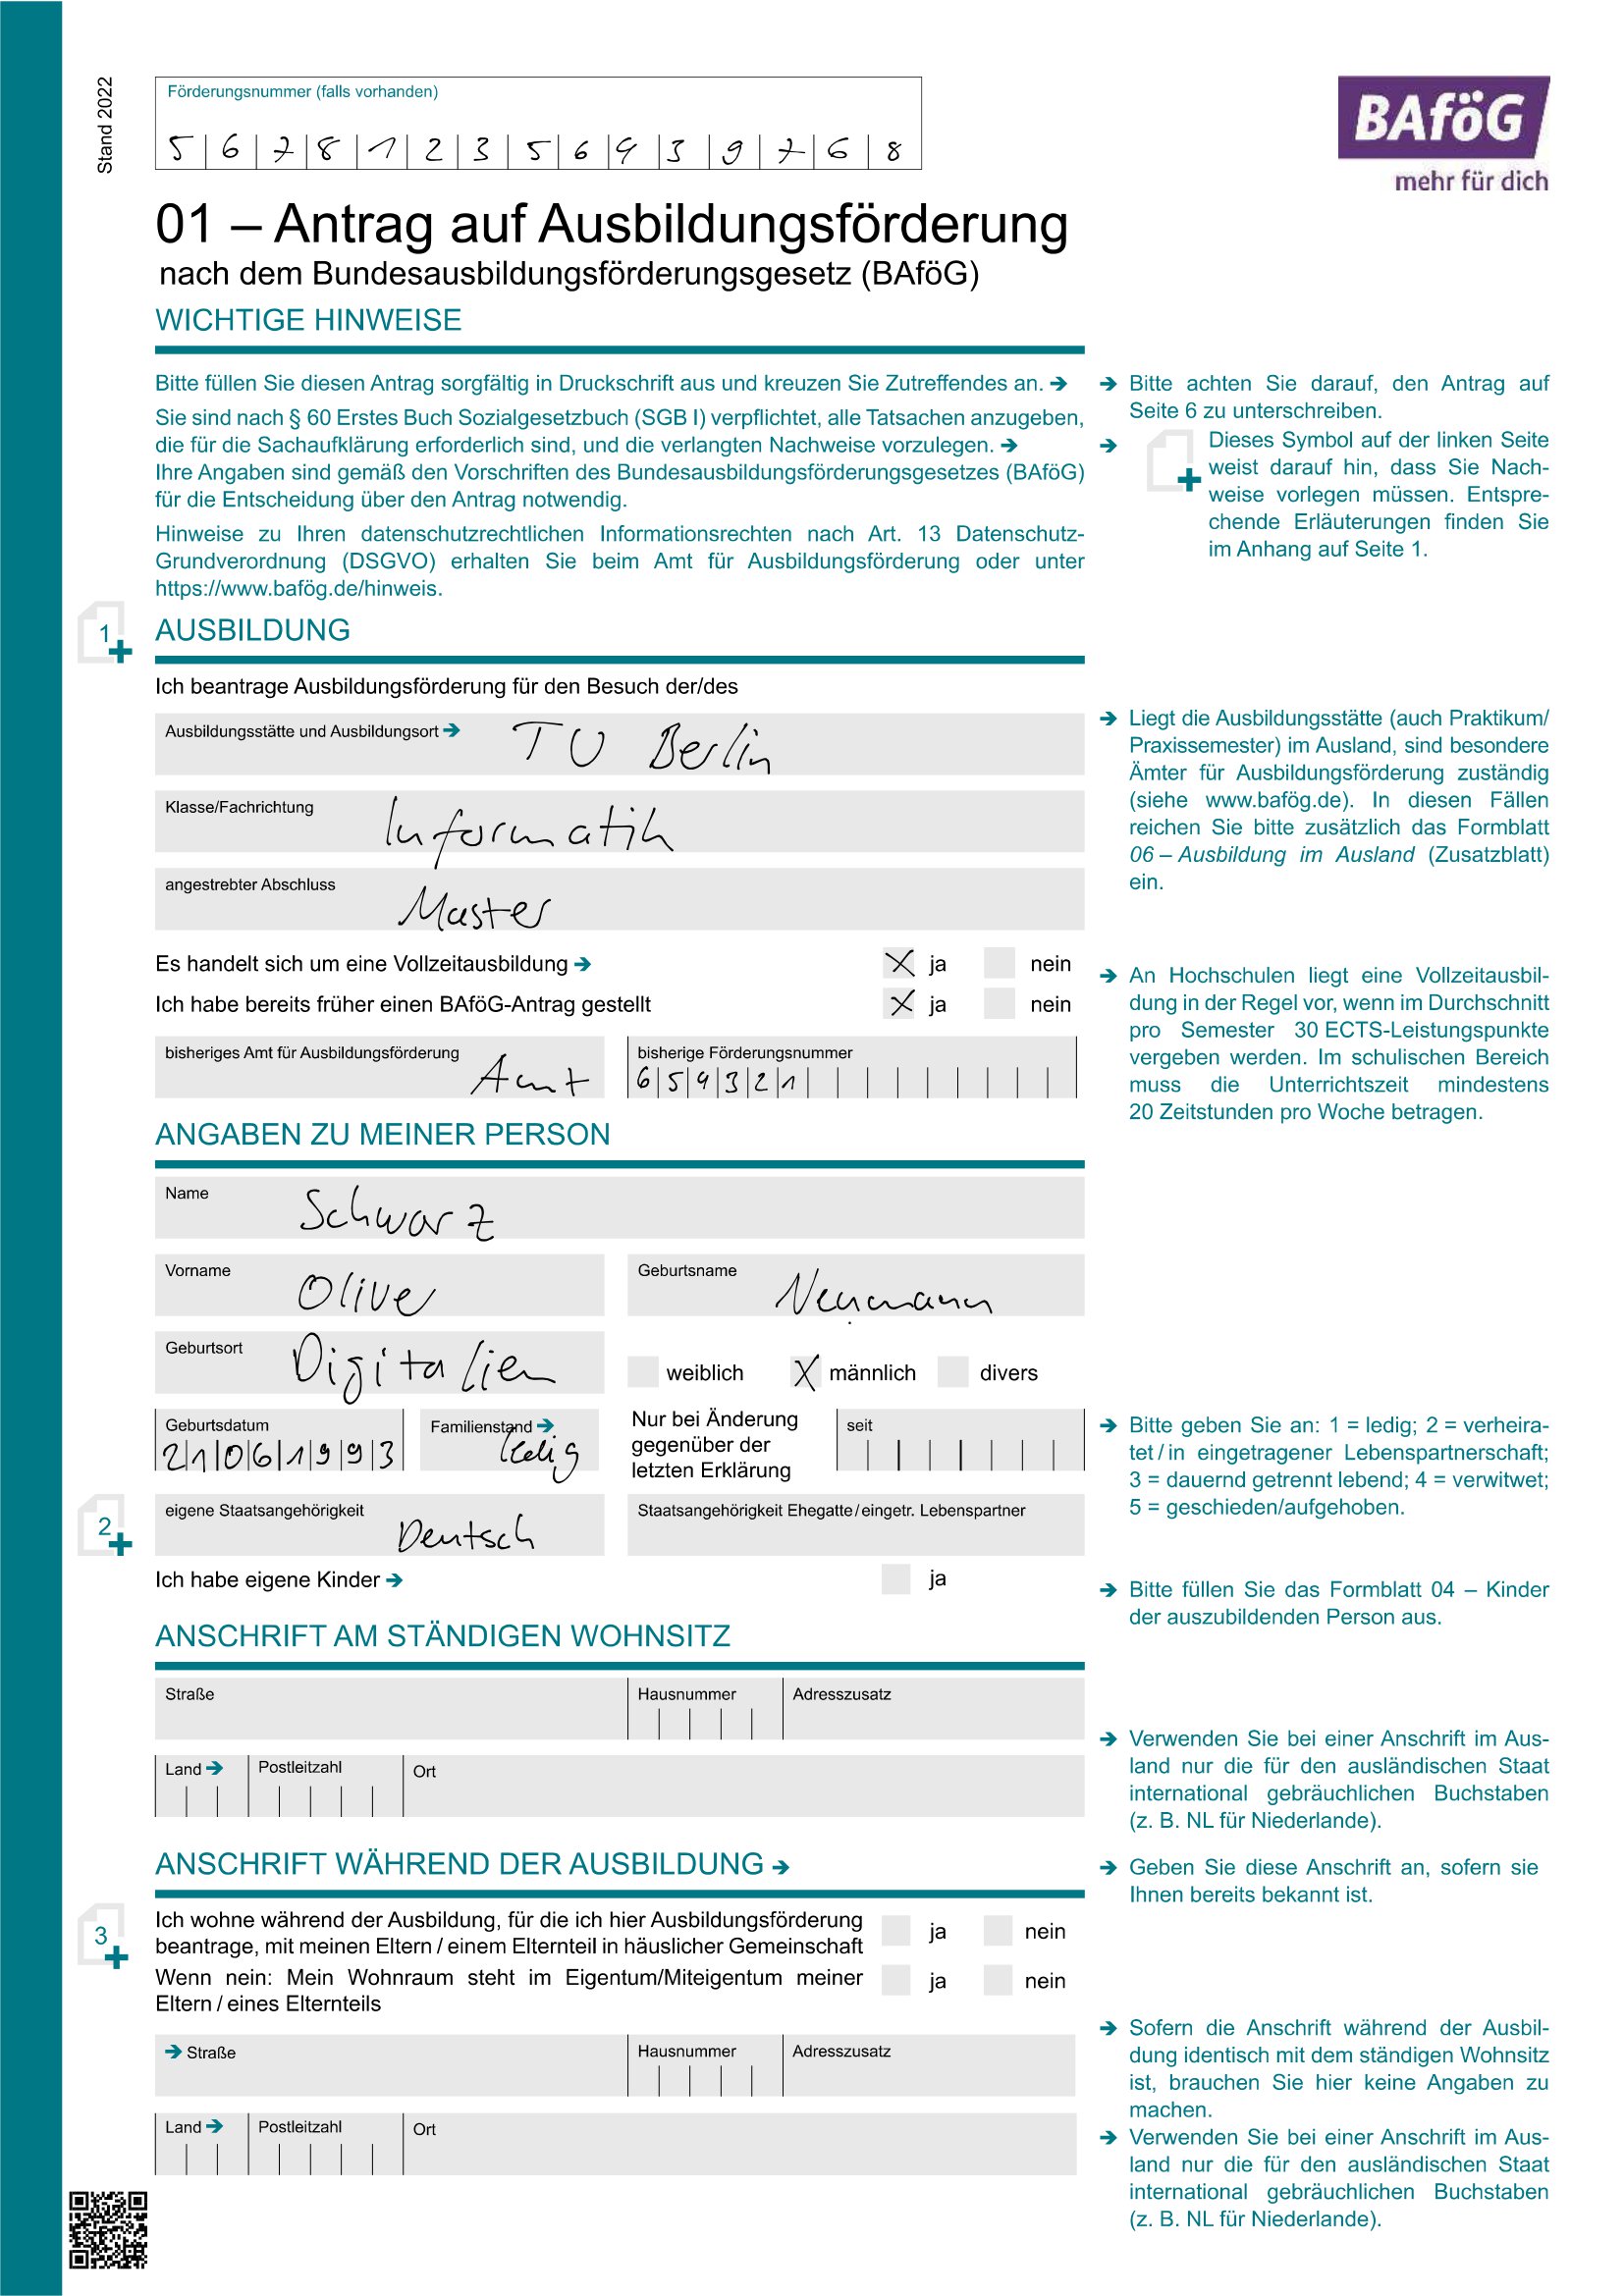 Stand 2022
Förderungsnummer (falls vorhanden)
5 6 7 8 1 2 3 5 6 4 3 9 7 6 8
BAföG
mehr für dich
01 – Antrag auf Ausbildungsförderung
nach dem Bundesausbildungsförderungsgesetz (BAföG)
WICHTIGE HINWEISE
Bitte füllen Sie diesen Antrag sorgfältig in Druckschrift aus und kreuzen Sie Zutreffendes an. →
Sie sind nach § 60 Erstes Buch Sozialgesetzbuch (SGB I) verpflichtet, alle Tatsachen anzugeben,
die für die Sachaufklärung erforderlich sind, und die verlangten Nachweise vorzulegen. →
Ihre Angaben sind gemäß den Vorschriften des Bundesausbildungsförderungsgesetzes (BAföG)
für die Entscheidung über den Antrag notwendig.
Hinweise zu Ihren datenschutzrechtlichen Informationsrechten nach Art. 13 Datenschutz-
Grundverordnung (DSGVO) erhalten Sie beim Amt für Ausbildungsförderung oder unter
https://www.bafög.de/hinweis.
→ Bitte achten Sie darauf, den Antrag auf
Seite 6 zu unterschreiben.
→ Dieses Symbol auf der linken Seite
weist darauf hin, dass Sie Nach-
weise vorlegen müssen. Entspre-
chende Erläuterungen finden Sie
im Anhang auf Seite 1.
1
AUSBILDUNG
Ich beantrage Ausbildungsförderung für den Besuch der/des
Ausbildungsstätte und Ausbildungsort → TU Berlin
Klasse/Fachrichtung Informatik
angestrebter Abschluss Master
→ Liegt die Ausbildungsstätte (auch Praktikum/
Praxissemester) im Ausland, sind besondere
Ämter für Ausbildungsförderung zuständig
(siehe www.bafög.de). In diesen Fällen
reichen Sie bitte zusätzlich das Formblatt
06 – Ausbildung im Ausland (Zusatzblatt)
ein.
Es handelt sich um eine Vollzeitausbildung → X ja nein
Ich habe bereits früher einen BAföG-Antrag gestellt X ja nein
bisheriges Amt für Ausbildungsförderung Amt
bisherige Förderungsnummer
6 5 4 3 2 1
→ An Hochschulen liegt eine Vollzeitausbil-
dung in der Regel vor, wenn im Durchschnitt
pro Semester 30 ECTS-Leistungspunkte
vergeben werden. Im schulischen Bereich
muss die Unterrichtszeit mindestens
20 Zeitstunden pro Woche betragen.
ANGABEN ZU MEINER PERSON
Name Schwarz
Vorname Oliver
Geburtsname Neumann
Geburtsort Digitalien
weiblich X männlich divers
Geburtsdatum
2 1 0 6 1 9 9 3
Familienstand →
ledig
Nur bei Änderung
gegenüber der
letzten Erklärung
seit
→ Bitte geben Sie an: 1 = ledig; 2 = verheira-
tet / in eingetragener Lebenspartnerschaft;
3 = dauernd getrennt lebend; 4 = verwitwet;
5 = geschieden/aufgehoben.
2
eigene Staatsangehörigkeit Deutsch
Staatsangehörigkeit Ehegatte / eingetr. Lebenspartner
Ich habe eigene Kinder → ja
→ Bitte füllen Sie das Formblatt 04 – Kinder
der auszubildenden Person aus.
ANSCHRIFT AM STÄNDIGEN WOHNSITZ
Straße Hausnummer Adresszusatz
Land → Postleitzahl Ort
→ Verwenden Sie bei einer Anschrift im Aus-
land nur die für den ausländischen Staat
international gebräuchlichen Buchstaben
(z. B. NL für Niederlande).
ANSCHRIFT WÄHREND DER AUSBILDUNG →
→ Geben Sie diese Anschrift an, sofern sie
Ihnen bereits bekannt ist.
3
Ich wohne während der Ausbildung, für die ich hier Ausbildungsförderung
beantrage, mit meinen Eltern / einem Elternteil in häuslicher Gemeinschaft ja nein
Wenn nein: Mein Wohnraum steht im Eigentum/Miteigentum meiner
Eltern / eines Elternteils ja nein
→ Straße Hausnummer Adresszusatz
Land → Postleitzahl Ort
→ Sofern die Anschrift während der Ausbil-
dung identisch mit dem ständigen Wohnsitz
ist, brauchen Sie hier keine Angaben zu
machen.
→ Verwenden Sie bei einer Anschrift im Aus-
land nur die für den ausländischen Staat
international gebräuchlichen Buchstaben
(z. B. NL für Niederlande).